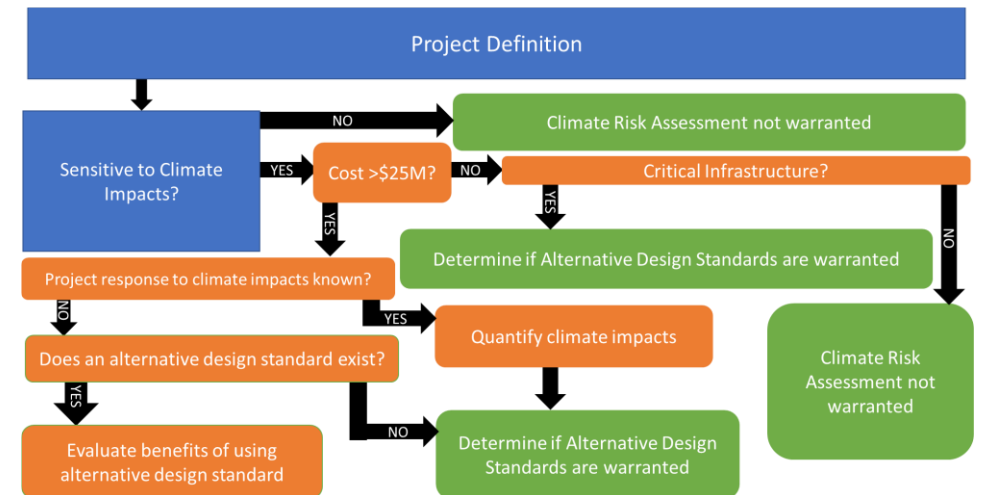 Project Definition
NO
Climate Risk Assessment not warranted
Sensitive to Climate
Impacts?
YES
Cost >$25M?
NO
Critical Infrastructure?
YES
YES
NO
Determine if Alternative Design Standards are warranted
Project response to climate impacts known?
NO
YES
Quantify climate impacts
Does an alternative design standard exist?
Climate Risk
Assessment not
warranted
YES
NO
Evaluate benefits of using
alternative design standard
Determine if Alternative Design
Standards are warranted